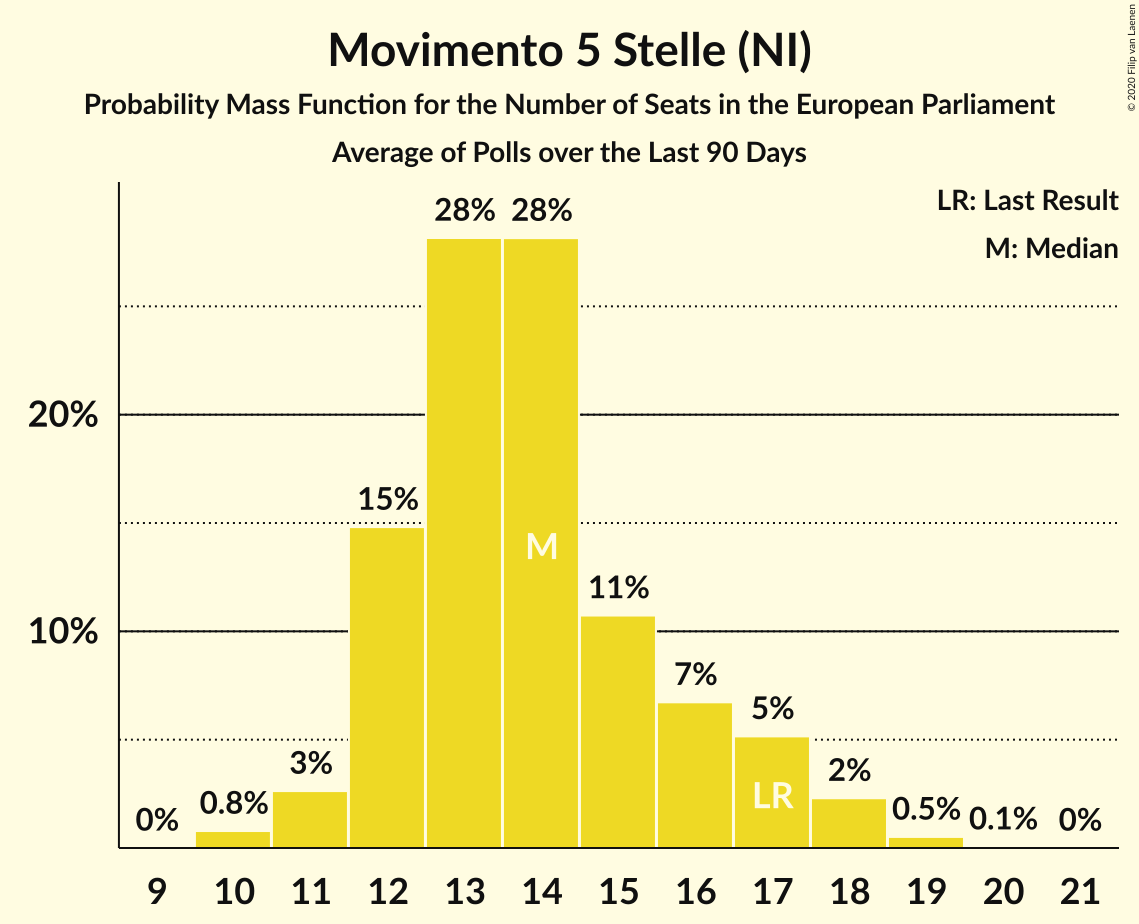 Movimento 5 Stelle (NI)
Probability Mass Function for the Number of Seats in the European Parliament
Average of Polls over the Last 90 Days
© 2020 Filip van Laenen
LR: Last Result
M: Median
28% 28%
20%
15%
M
11%
10%
7%
5%
3%
2%
LR
0% 0.8% 0.5% 0.1% 0%
9 10 11 12 13 14 15 16 17 18 19 20 21